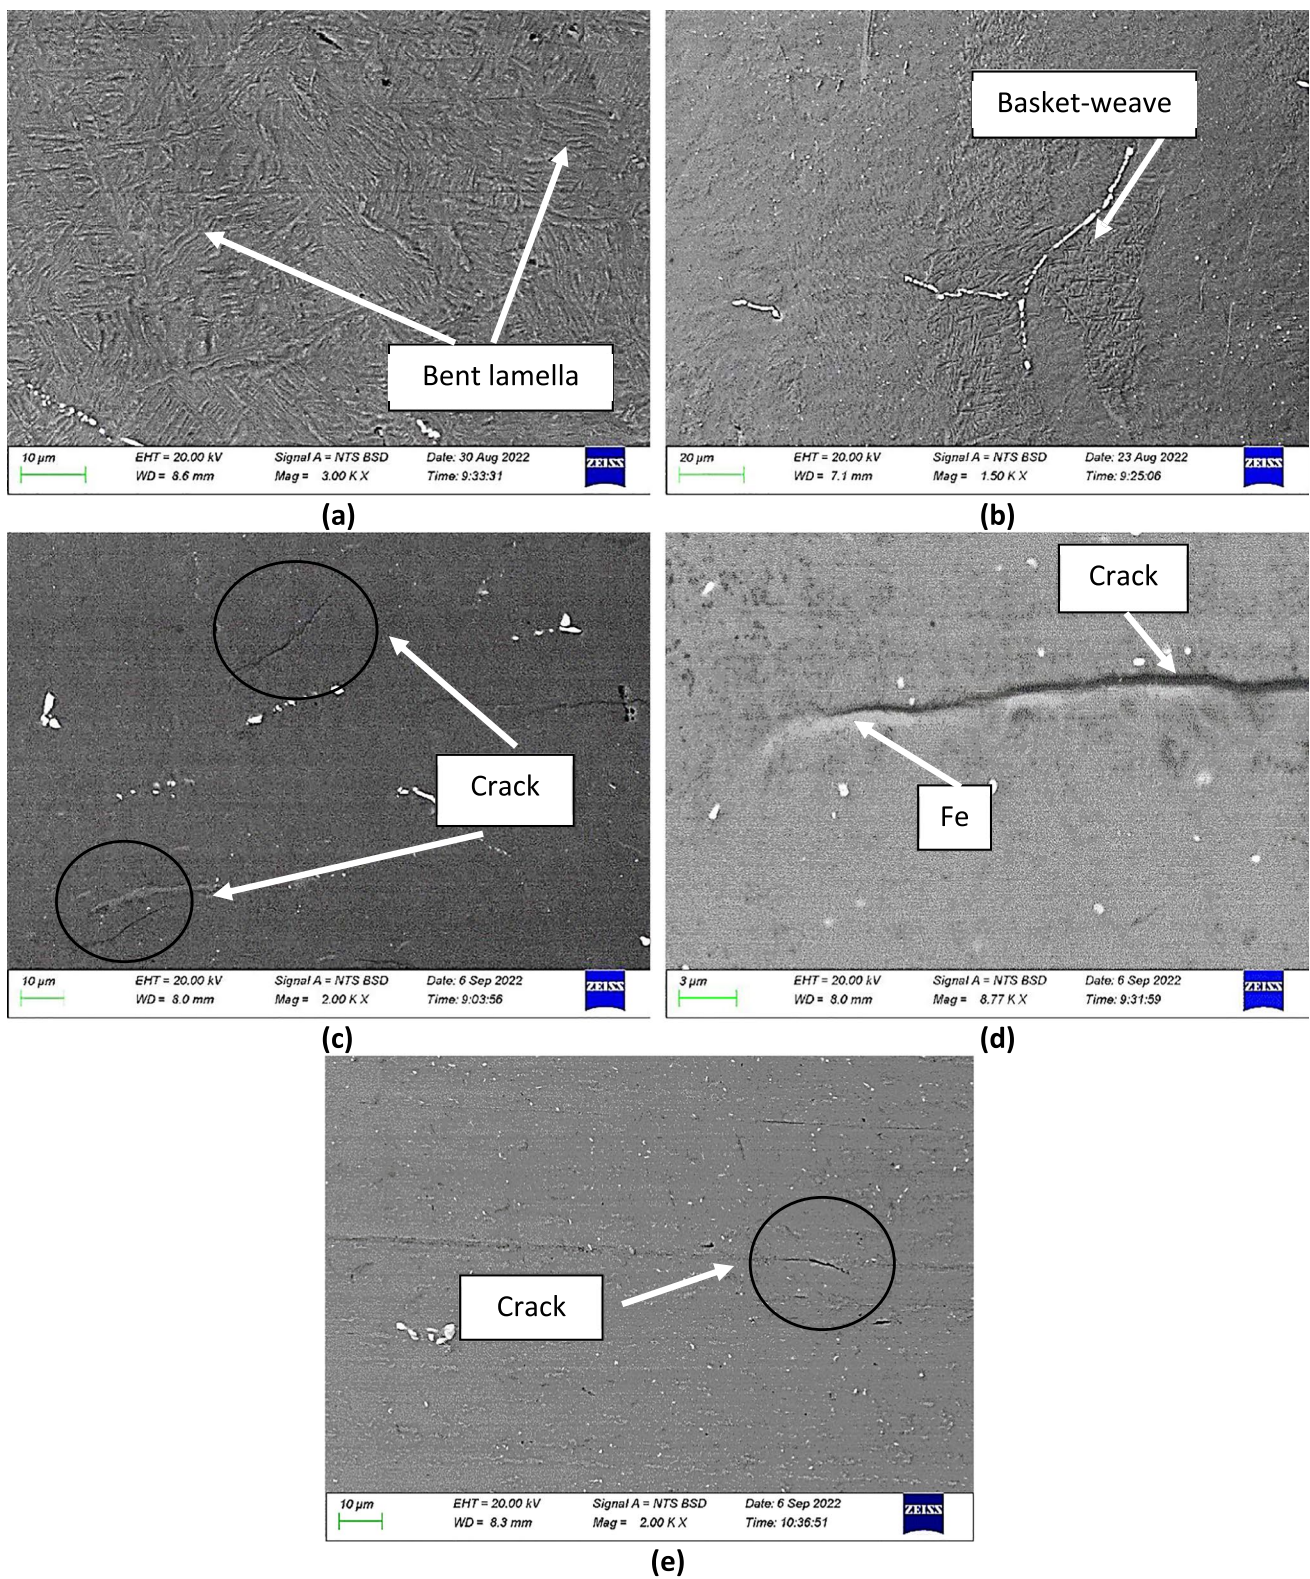 Bent lamella
10 µm EHT = 20.00 kV Signal A = NTS BSD Date: 30 Aug 2022
WD = 8.6 mm Mag = 3.00 K X Time: 9:33:31
ZEISS
(a)
Basket-weave
20 µm EHT = 20.00 kV Signal A = NTS BSD Date: 23 Aug 2022
WD = 7.1 mm Mag = 1.50 K X Time: 9:25:06
ZEISS
(b)
Crack
10 µm EHT = 20.00 kV Signal A = NTS BSD Date: 6 Sep 2022
WD = 8.0 mm Mag = 2.00 K X Time: 9:03:56
ZEISS
(c)
Crack
Fe
3 µm EHT = 20.00 kV Signal A = NTS BSD Date: 6 Sep 2022
WD = 8.0 mm Mag = 8.77 K X Time: 9:31:59
ZEISS
(d)
Crack
10 µm EHT = 20.00 kV Signal A = NTS BSD Date: 6 Sep 2022
WD = 8.3 mm Mag = 2.00 K X Time: 10:36:51
ZEISS
(e)